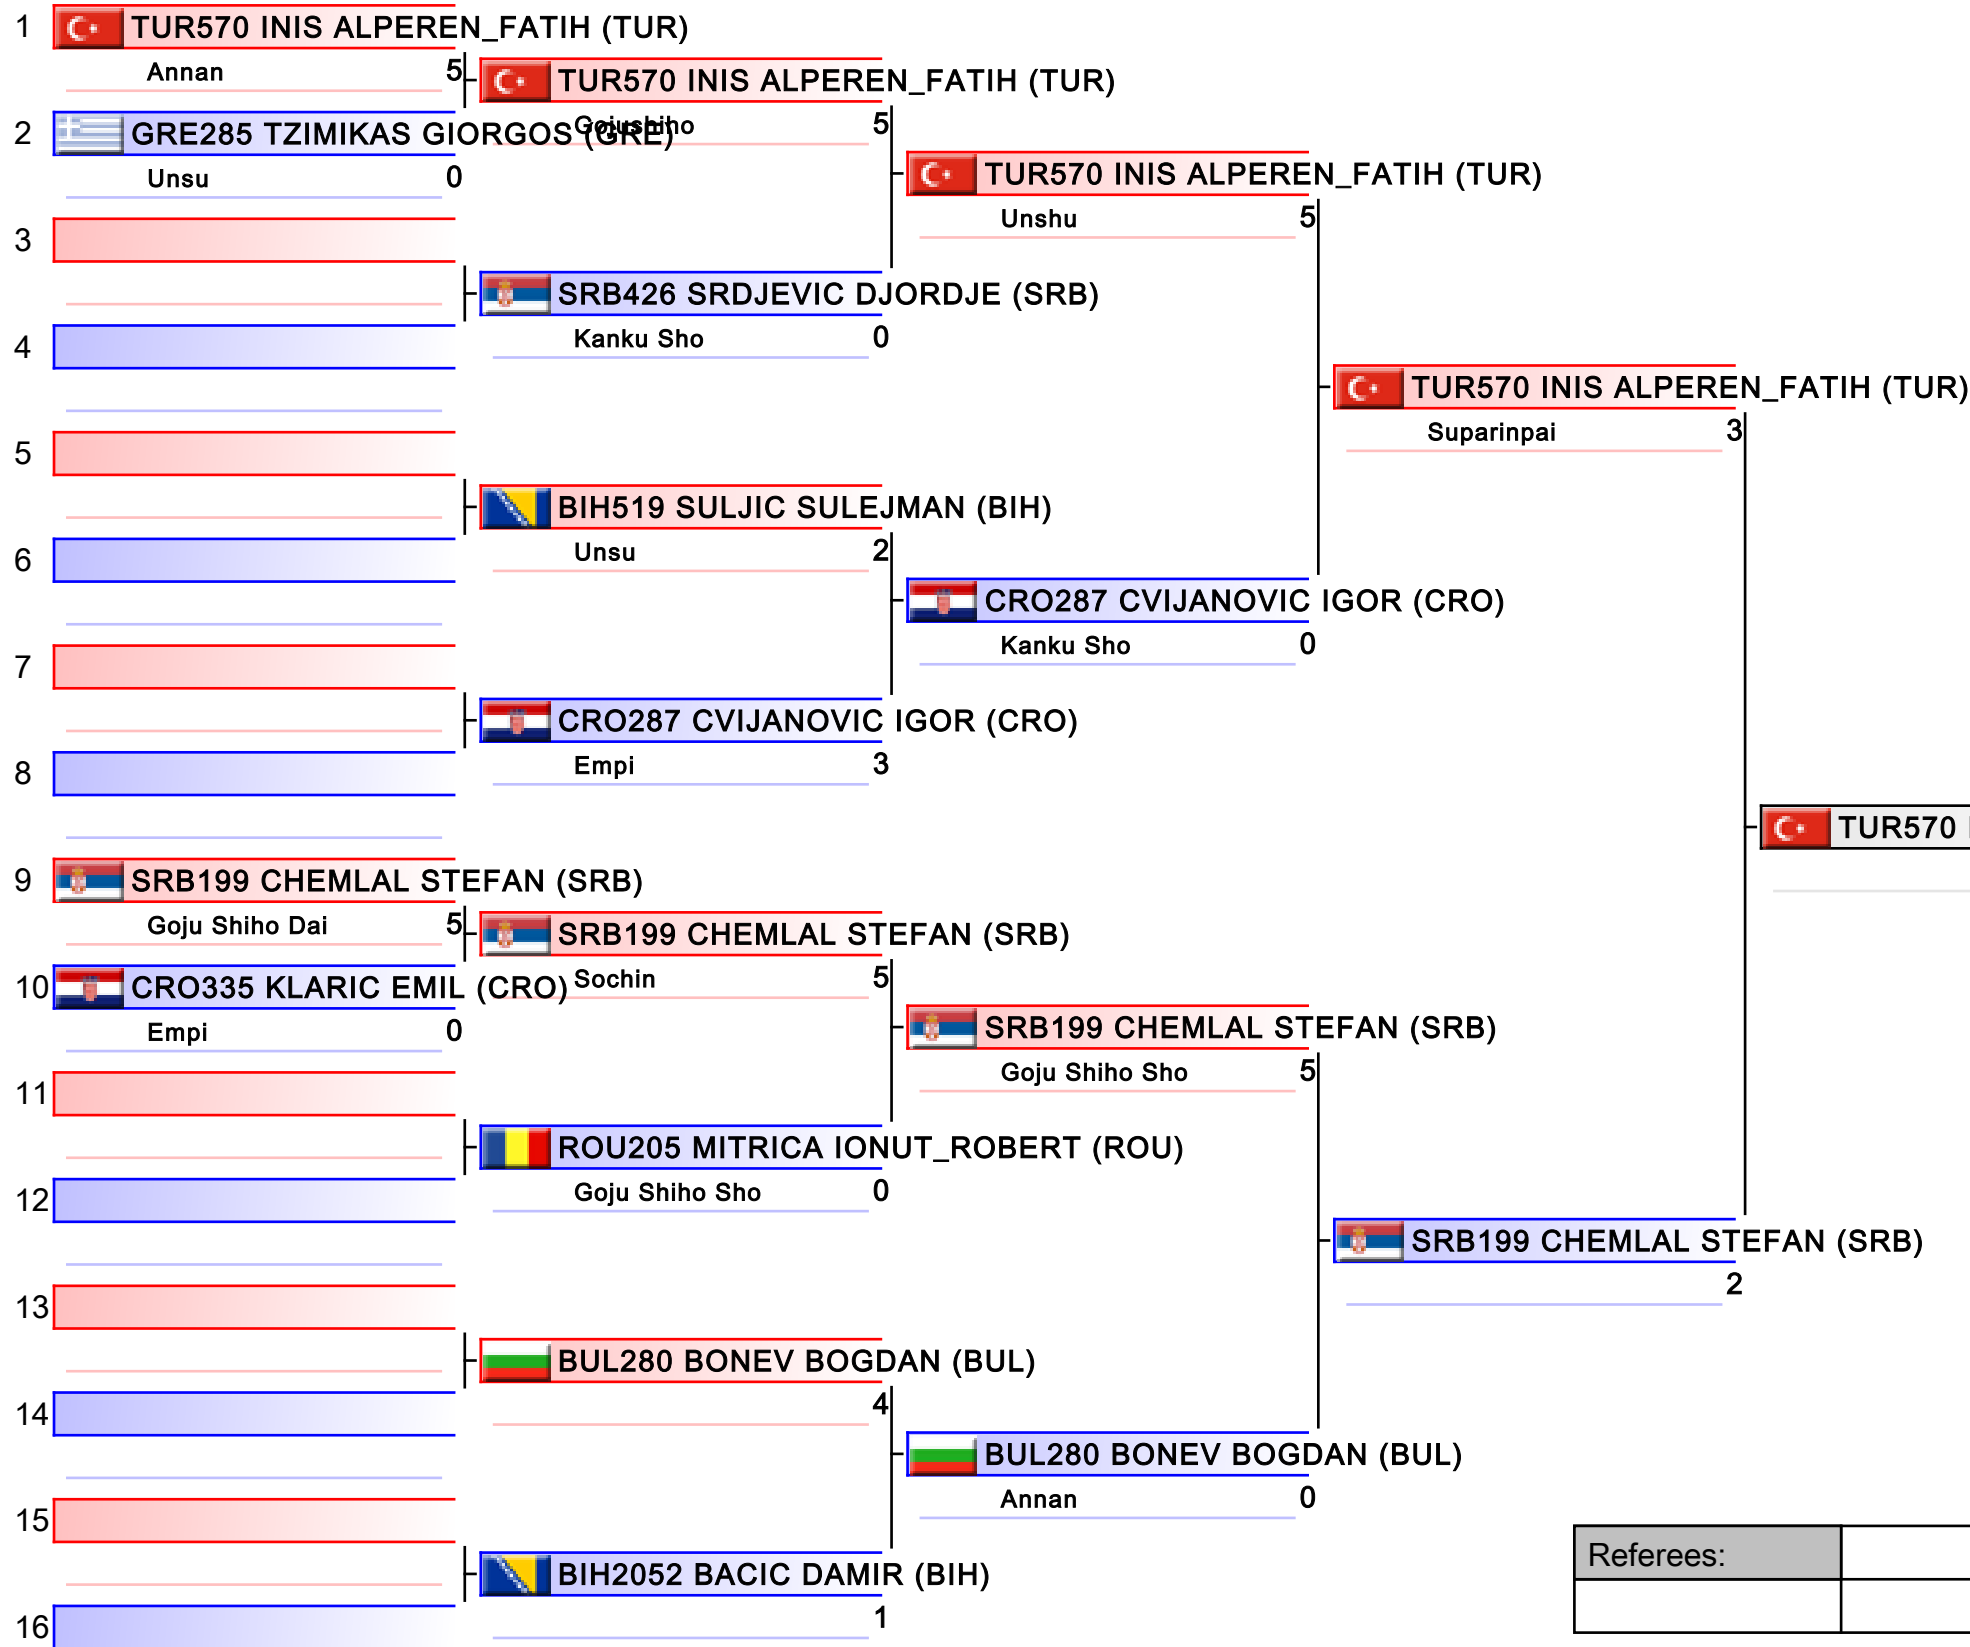 1 TUR570 INIS ALPEREN_FATIH (TUR)
Annan 5
TUR570 INIS ALPEREN_FATIH (TUR)
Gojushiho 5
2 GRE285 TZIMIKAS GIORGOS (GRE)
Unsu 0
TUR570 INIS ALPEREN_FATIH (TUR)
Unshu 5
3
SRB426 SRDJEVIC DJORDJE (SRB)
Kanku Sho 0
4
TUR570 INIS ALPEREN_FATIH (TUR)
Suparinpai 3
5
BIH519 SULJIC SULEJMAN (BIH)
Unsu 2
6
CRO287 CVIJANOVIC IGOR (CRO)
Kanku Sho 0
7
CRO287 CVIJANOVIC IGOR (CRO)
Empi 3
8
TUR570
9 SRB199 CHEMLAL STEFAN (SRB)
Goju Shiho Dai 5
SRB199 CHEMLAL STEFAN (SRB)
Sochin 5
10 CRO335 KLARIC EMIL (CRO)
Empi 0
SRB199 CHEMLAL STEFAN (SRB)
Goju Shiho Sho 5
11
ROU205 MITRICA IONUT_ROBERT (ROU)
Goju Shiho Sho 0
12
SRB199 CHEMLAL STEFAN (SRB)
2
13
BUL280 BONEV BOGDAN (BUL)
4
14
BUL280 BONEV BOGDAN (BUL)
Annan 0
15
BIH2052 BACIC DAMIR (BIH)
1
16
Referees: